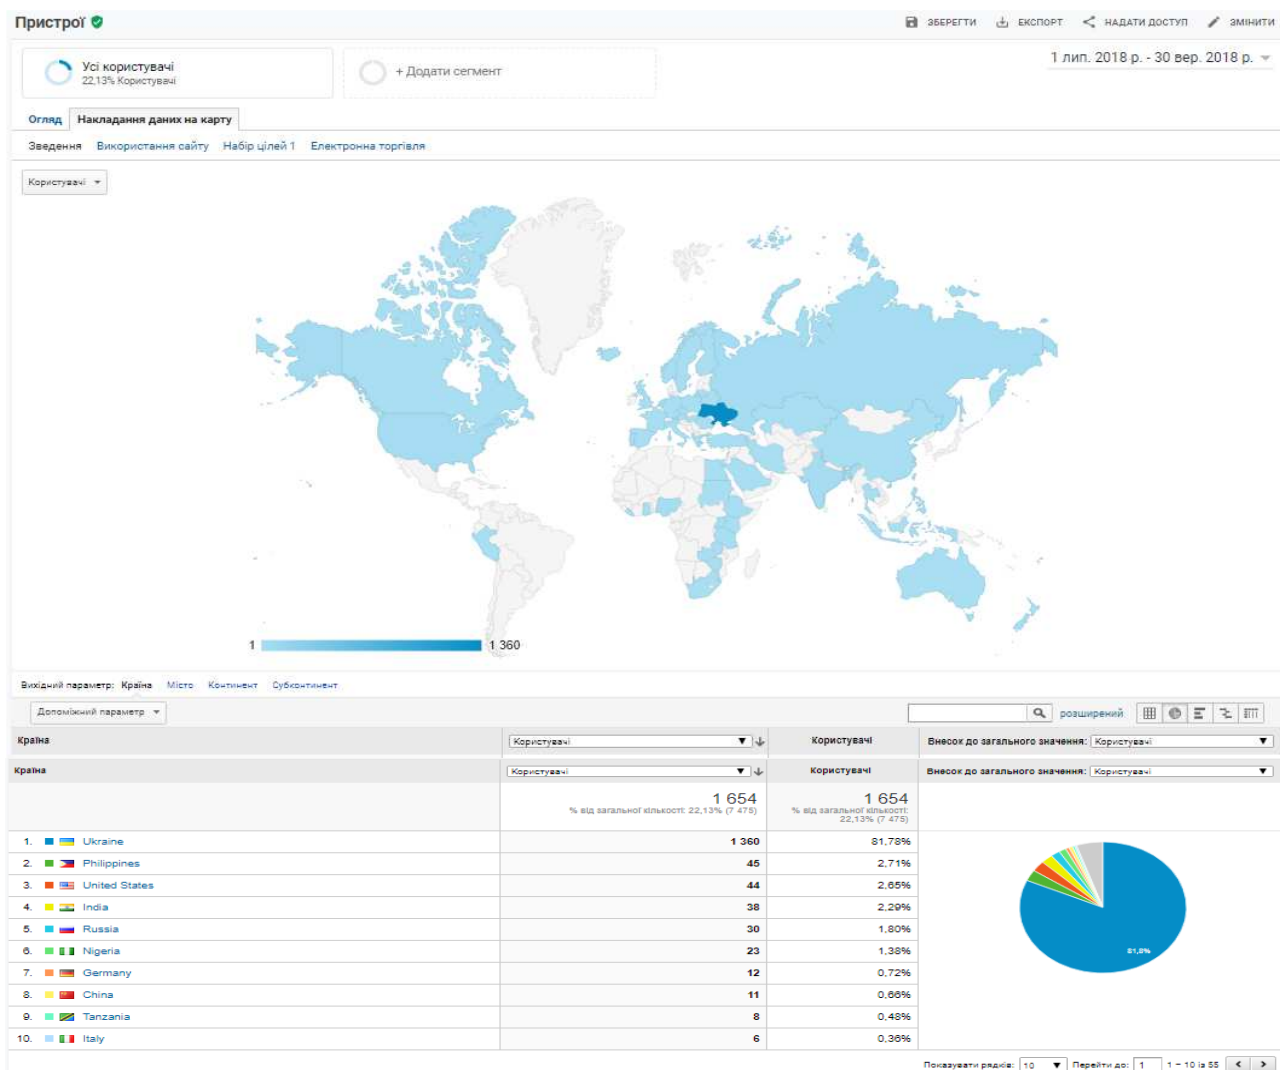 Пристрої
ЗБЕРЕГТИ ЕКСПОРТ НАДАТИ ДОСТУП ЗМІНИТИ
Усі користувачі
22,13% Користувачі
+ Додати сегмент
1 лип. 2018 р. - 30 вер. 2018 р.
Огляд Накладання даних на карту
Зведення Використання сайту Набір цілей 1 Електронна торгівля
Користувачі
1 1 360
Вихідний параметр: Країна Місто Континент Субконтинент
Допоміжний параметр розширений
Країна Користувачі Користувачі Внесок до загального значення: Користувачі
Країна Користувачі Користувачі Внесок до загального значення: Користувачі
1 654 1 654
% від загальної кількості: 22,13% (7 475) % від загальної кількості:
22,13% (7 475)
1. Ukraine 1 360 81,78%
2. Philippines 45 2,71%
3. United States 44 2,65%
4. India 38 2,29%
5. Russia 30 1,80%
6. Nigeria 23 1,38%
7. Germany 12 0,72%
8. China 11 0,66%
9. Tanzania 8 0,48%
10. Italy 6 0,36%
81,8%
Показувати рядків: 10 Перейти до: 1 1 – 10 із 55